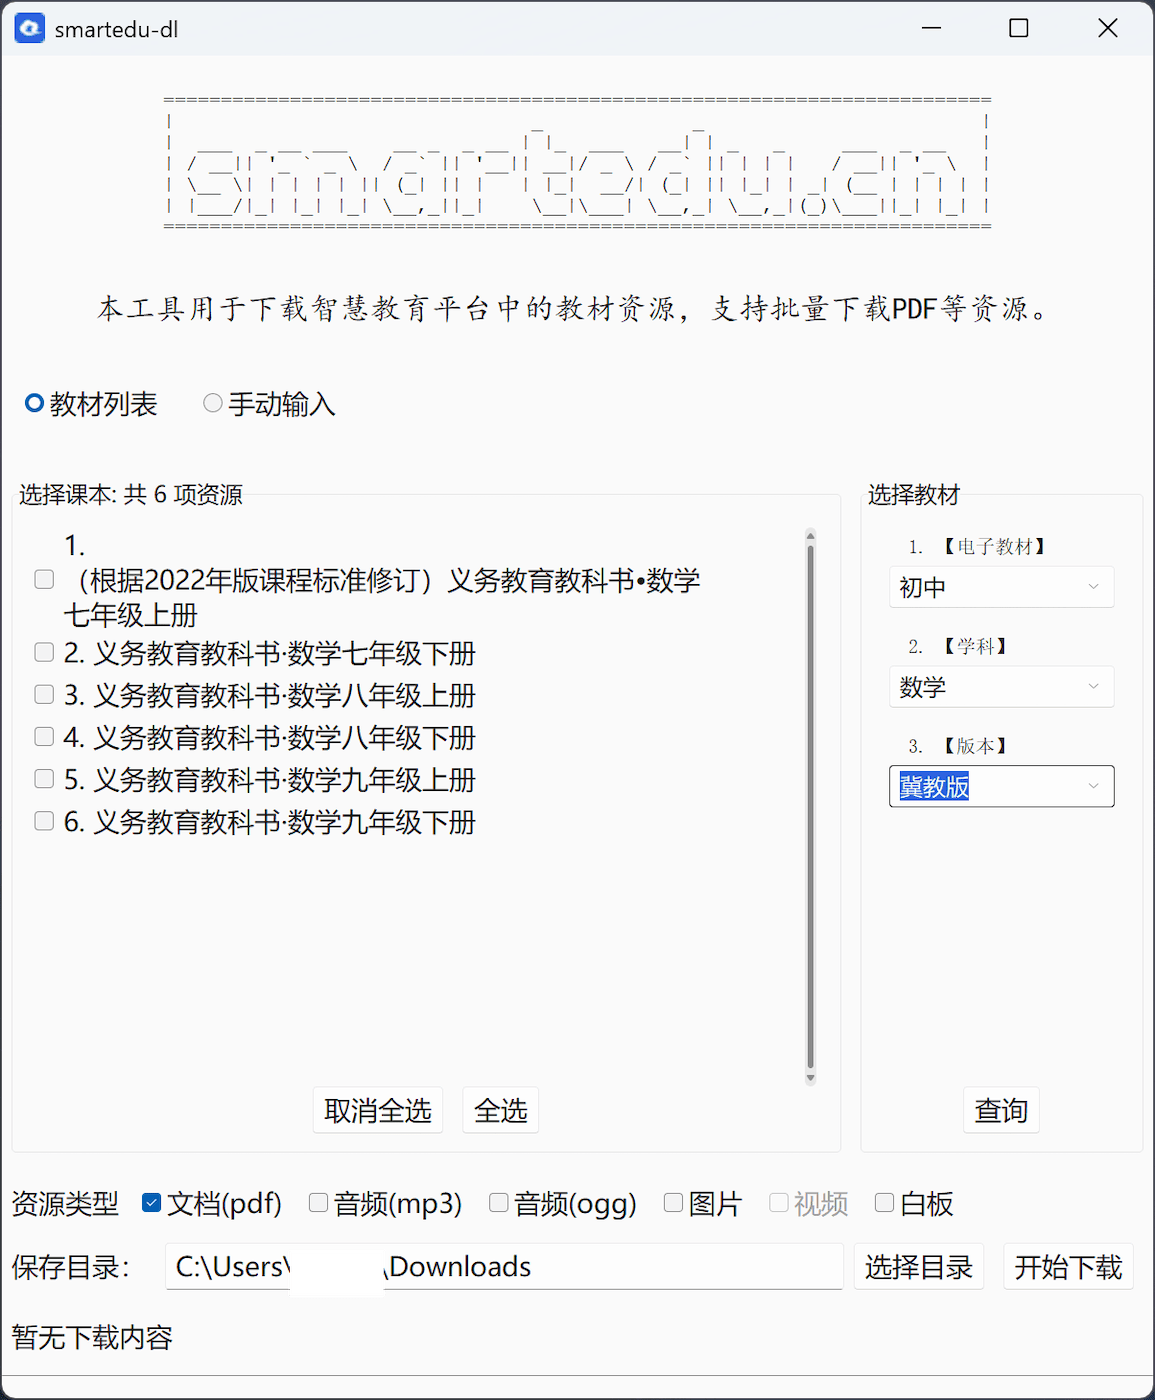 smartedu-dl
smartedu.cn
本工具用于下载智慧教育平台中的教材资源，支持批量下载PDF等资源。
教材列表 手动输入
选择课本: 共 6 项资源
1.
（根据2022年版课程标准修订）义务教育教科书•数学
七年级上册
2. 义务教育教科书·数学七年级下册
3. 义务教育教科书·数学八年级上册
4. 义务教育教科书·数学八年级下册
5. 义务教育教科书·数学九年级上册
6. 义务教育教科书·数学九年级下册
取消全选 全选
选择教材
1. 【电子教材】
初中
2. 【学科】
数学
3. 【版本】
冀教版
查询
资源类型 文档(pdf) 音频(mp3) 音频(ogg) 图片 视频 白板
保存目录： C:\Users\ \Downloads 选择目录 开始下载
暂无下载内容